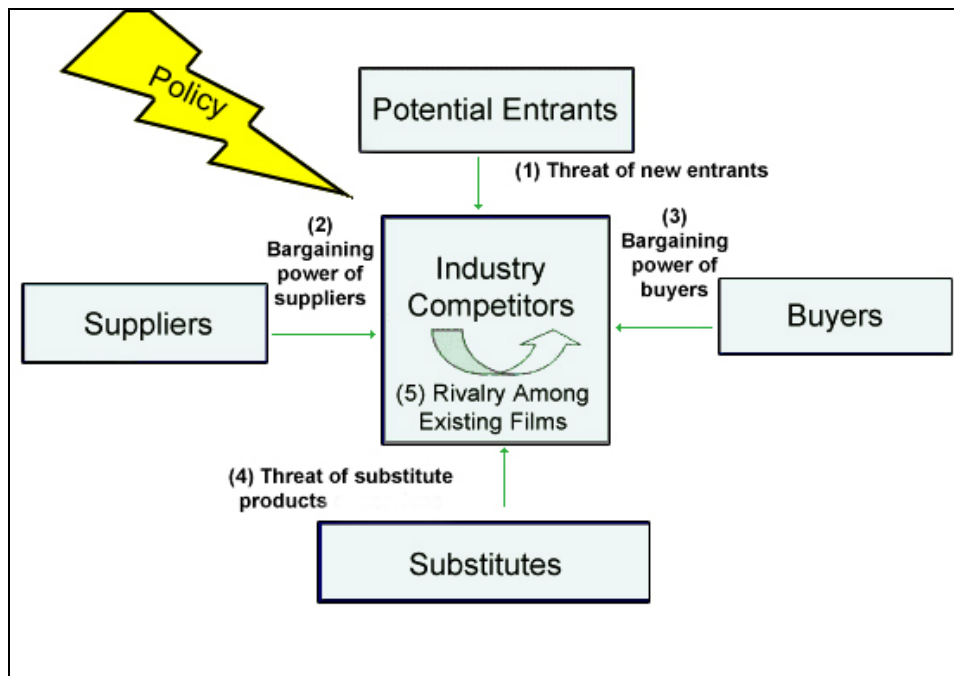 Policy
Potential Entrants
(1) Threat of new entrants
(2)
Bargaining
power of
suppliers
(3)
Bargaining
power of
buyers
Industry
Competitors
Suppliers
Buyers
(5) Rivalry Among
Existing Films
(4) Threat of substitute
products
Substitutes